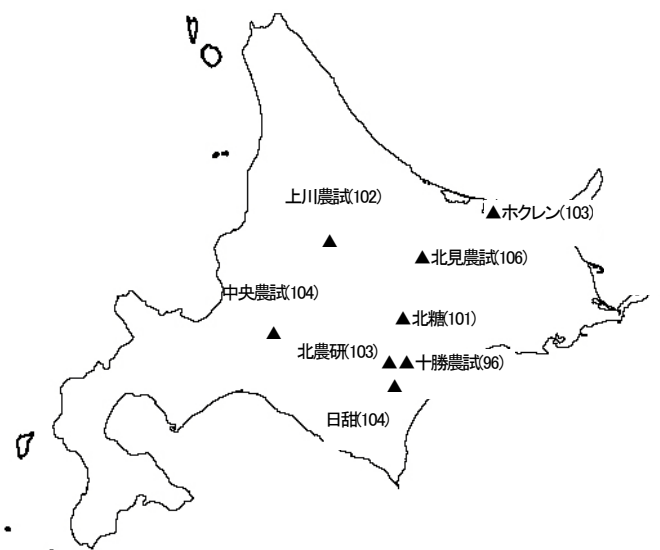 上川農試(102)
▲ホクレン(103)
▲北見農試(106)
中央農試(104)
▲北糖(101)
北農研(103)
▲十勝農試(96)
日甜(104)